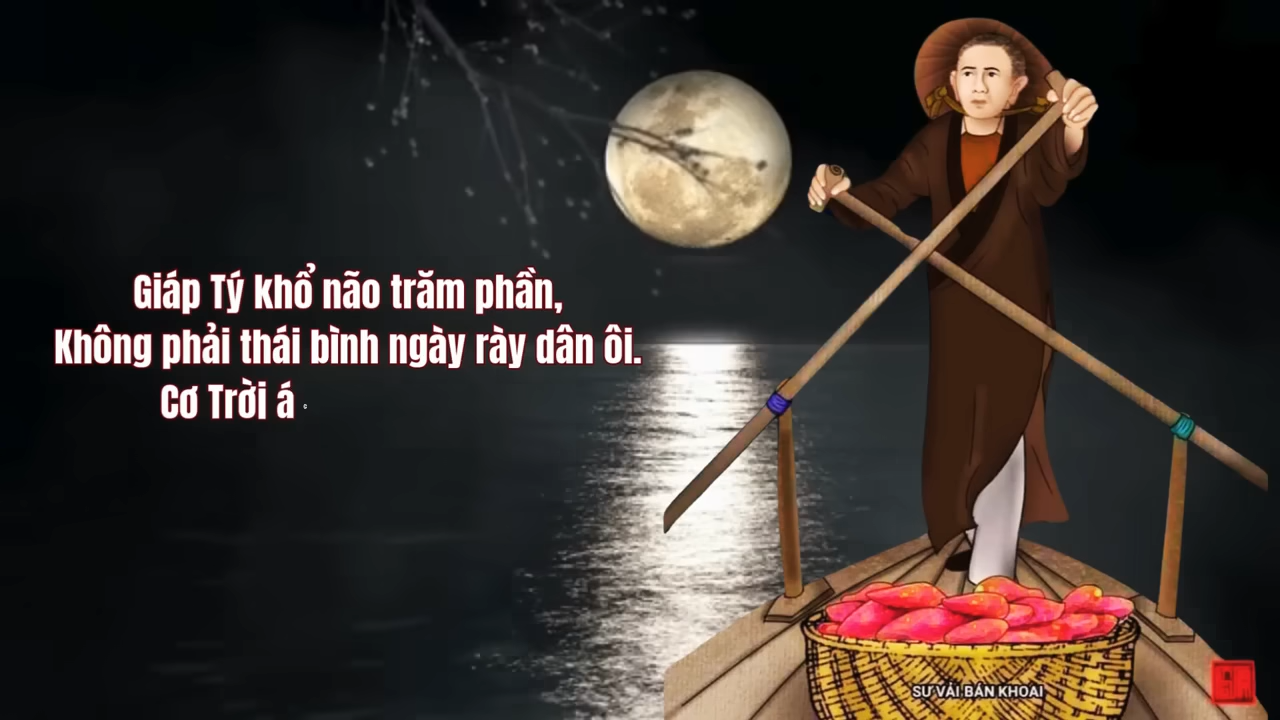 Giáp Tý khổ não trăm phần,
Không phải thái bình ngày rày dân ôi.
Cơ Trời á
SƯ VÃI BÁN KHOAI